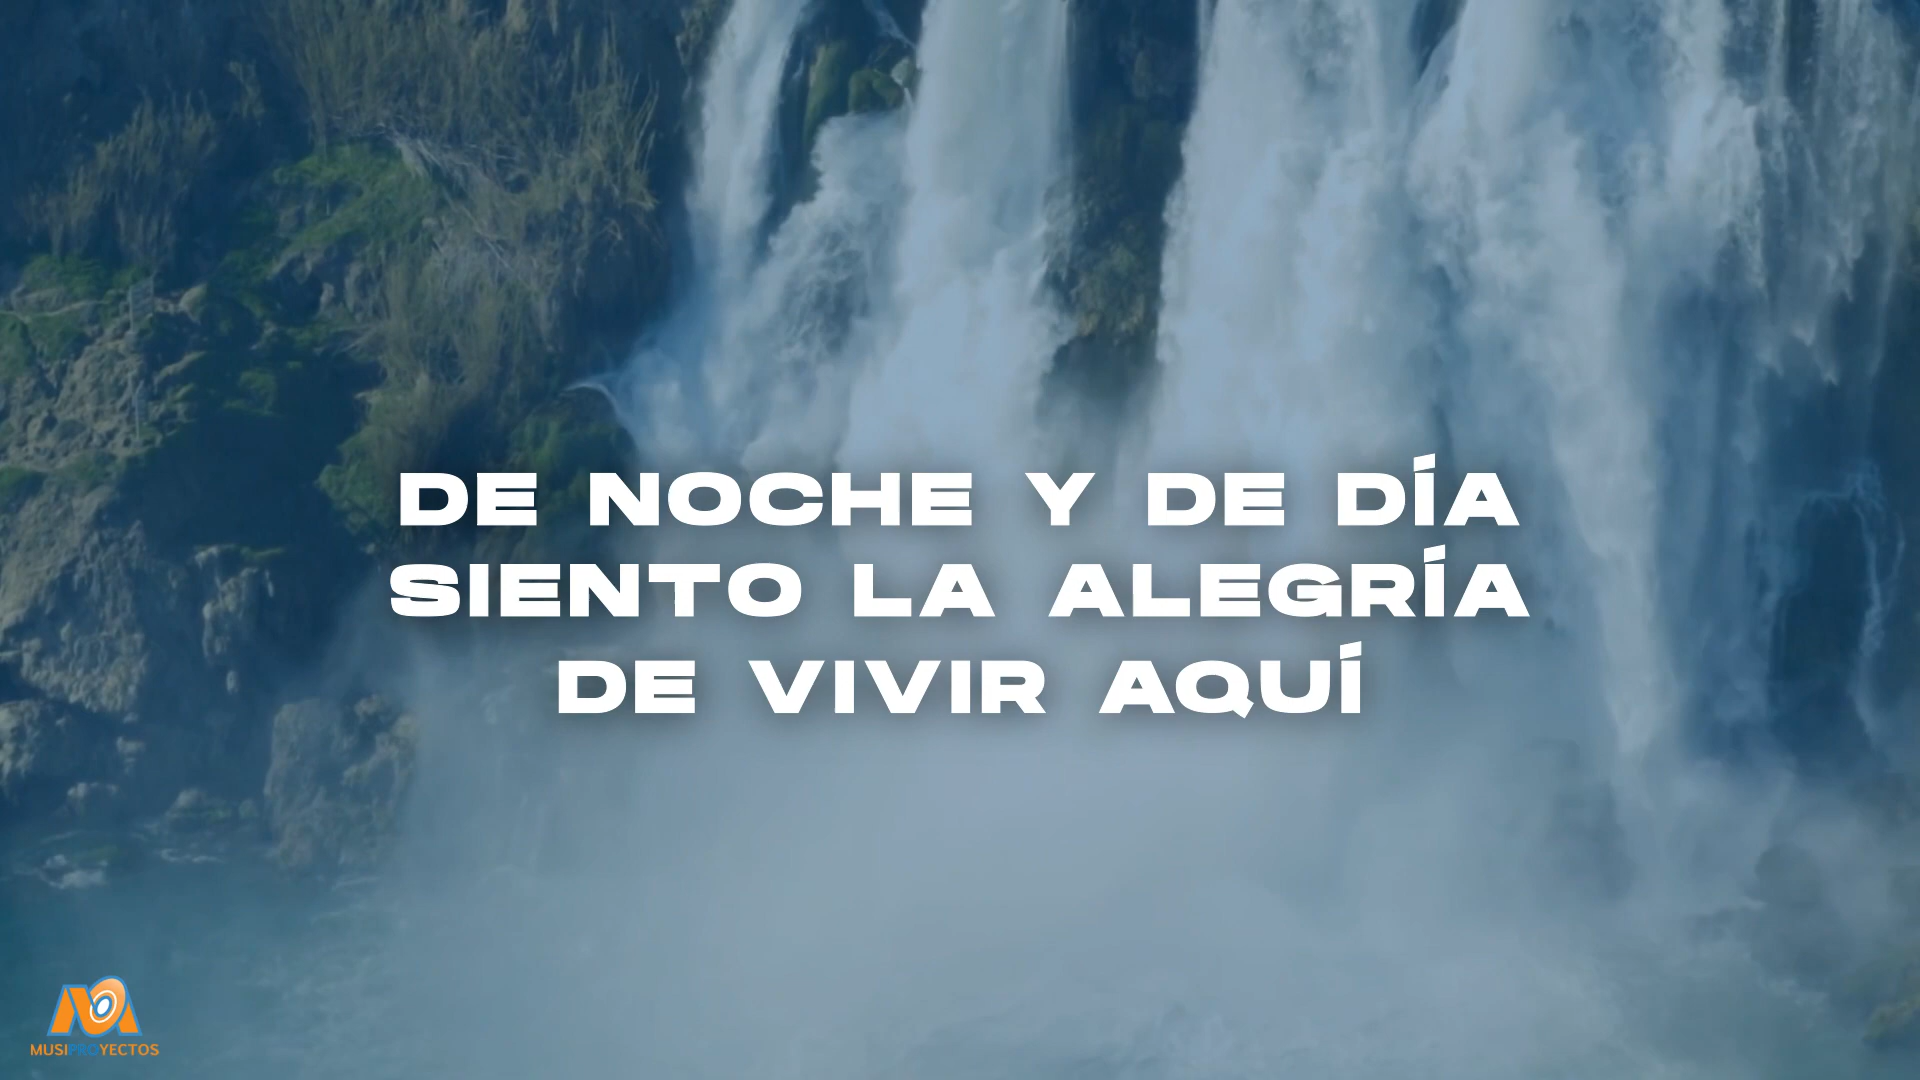 DE NOCHE Y DE DÍA
SIENTO LA ALEGRÍA
DE VIVIR AQUÍ
MUSIPROYECTOS